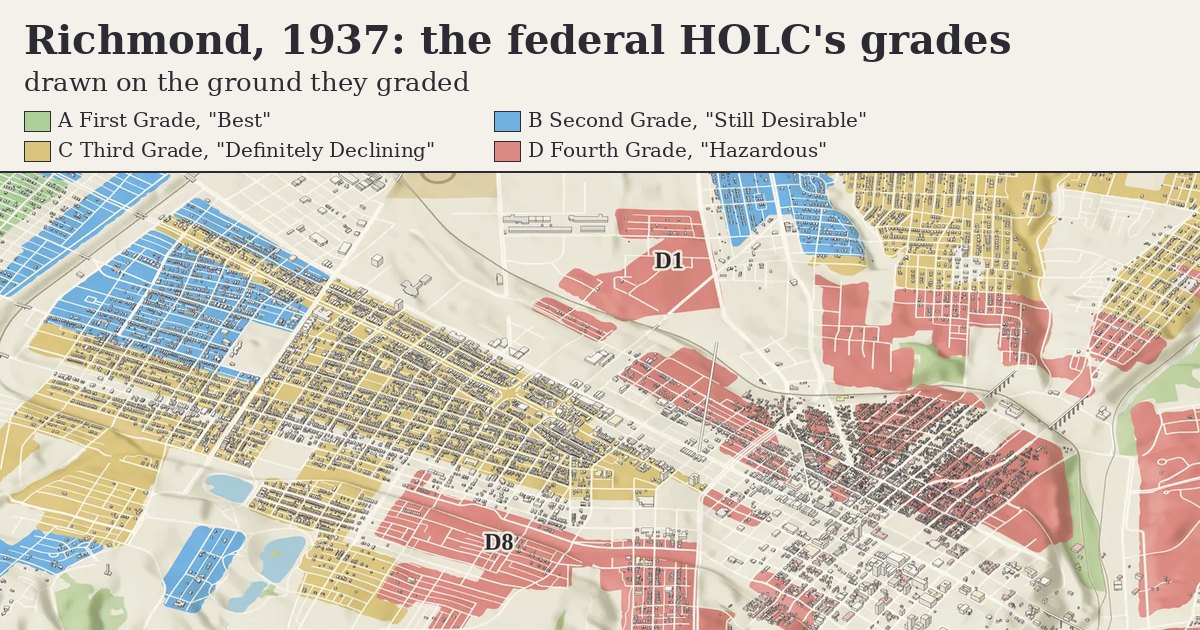 Richmond, 1937: the federal HOLC's grades
drawn on the ground they graded
A First Grade, "Best"
B Second Grade, "Still Desirable"
C Third Grade, "Definitely Declining"
D Fourth Grade, "Hazardous"
D1
D8